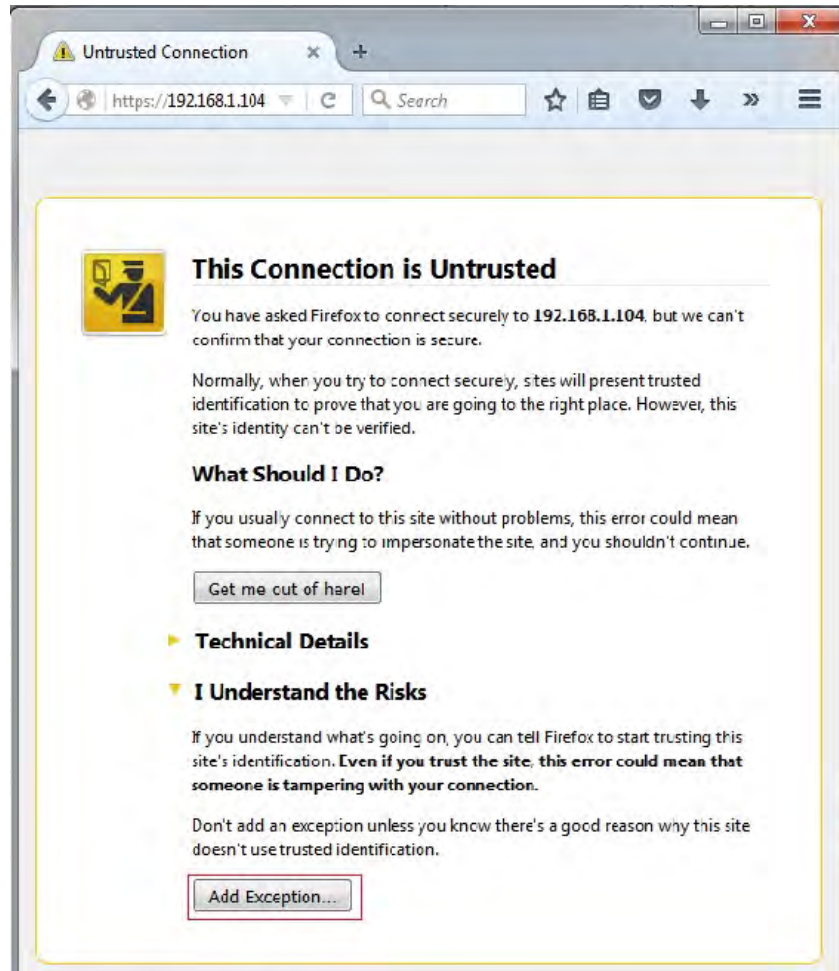 Untrusted Connection
https://192.168.1.104
Search
This Connection is Untrusted
You have asked Firefox to connect securely to 192.168.1.104, but we can't
confirm that your connection is secure.
Normally, when you try to connect securely, sites will present trusted
identification to prove that you are going to the right place. However, this
site's identity can't be verified.
What Should I Do?
If you usually connect to this site without problems, this error could mean
that someone is trying to impersonate the site, and you shouldn't continue.
Get me out of here!
Technical Details
I Understand the Risks
If you understand what's going on, you can tell Firefox to start trusting this
site's identification. Even if you trust the site, this error could mean that
someone is tampering with your connection.
Don't add an exception unless you know there's a good reason why this site
doesn't use trusted identification.
Add Exception...